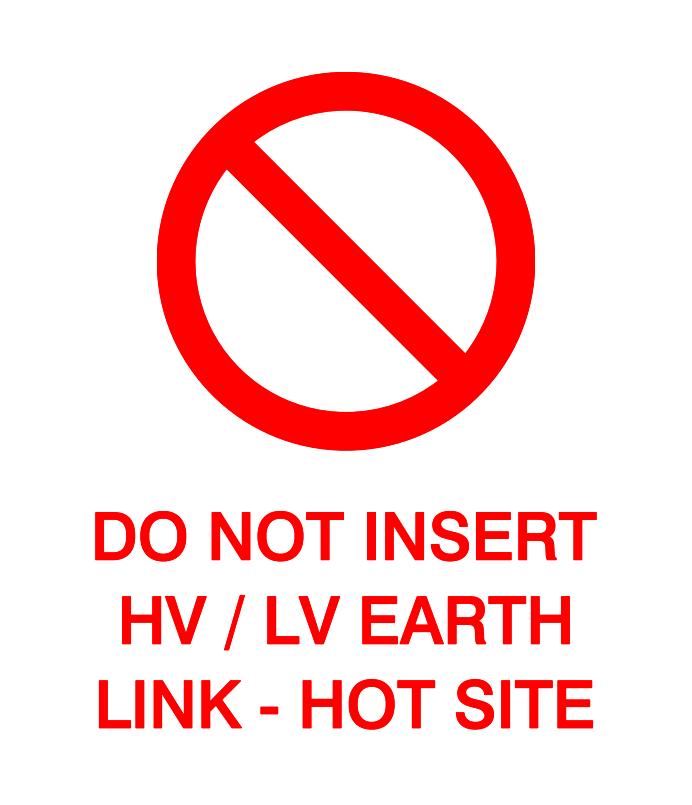 DO NOT INSERT
HV / LV EARTH
LINK - HOT SITE